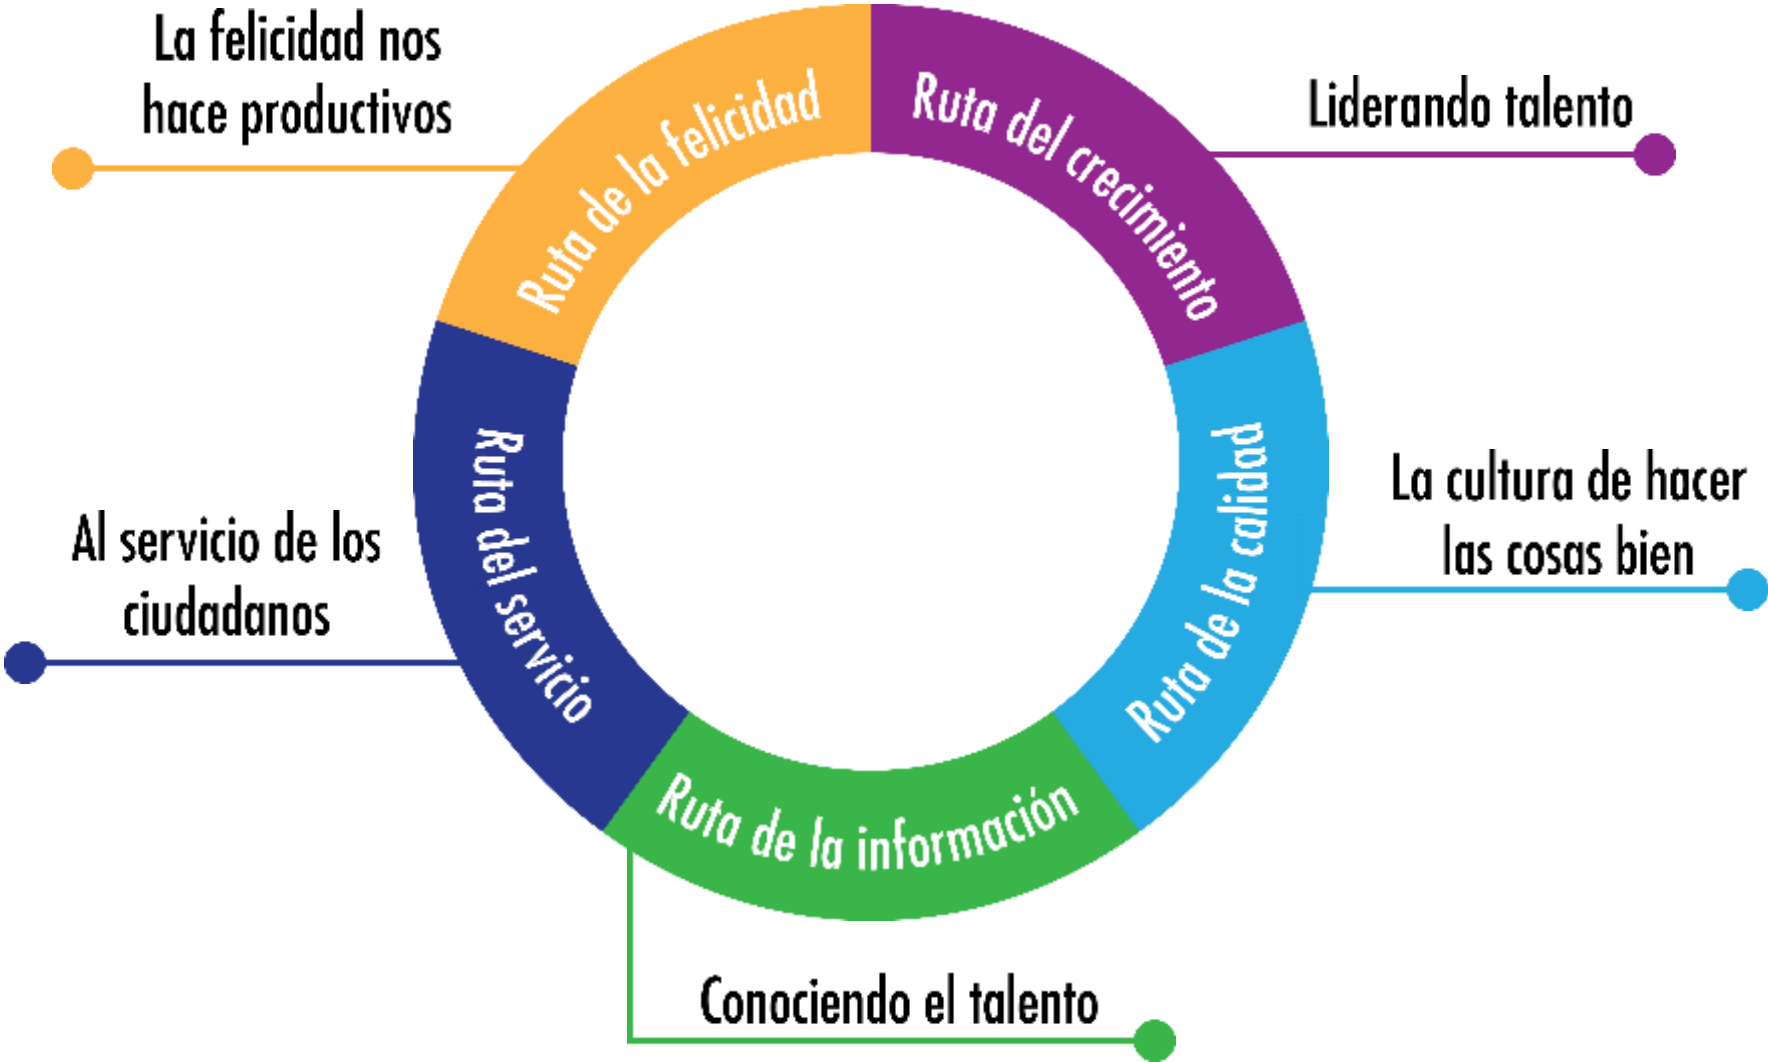 La felicidad nos
hace productivos
Ruta de la felicidad
Ruta del crecimiento
Liderando talento
Ruta de la calidad
La cultura de hacer
las cosas bien
Ruta del servicio
Al servicio de los
ciudadanos
Ruta de la información
Conociendo el talento